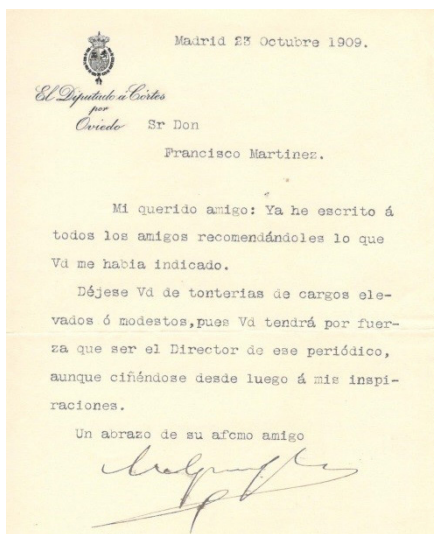 Madrid 23 Octubre 1909.
El Diputado á Córtes
por
Oviedo
Sr Don
Francisco Martinez.
Mi querido amigo: Ya he escrito á
todos los amigos recomendándoles lo que
Vd me habia indicado.
Déjese Vd de tonterias de cargos ele-
vados ó modestos,pues Vd tendrá por fuer-
za que ser el Director de ese periódico,
aunque ciñéndose desde luego á mis inspi-
raciones.
Un abrazo de su afcmo amigo